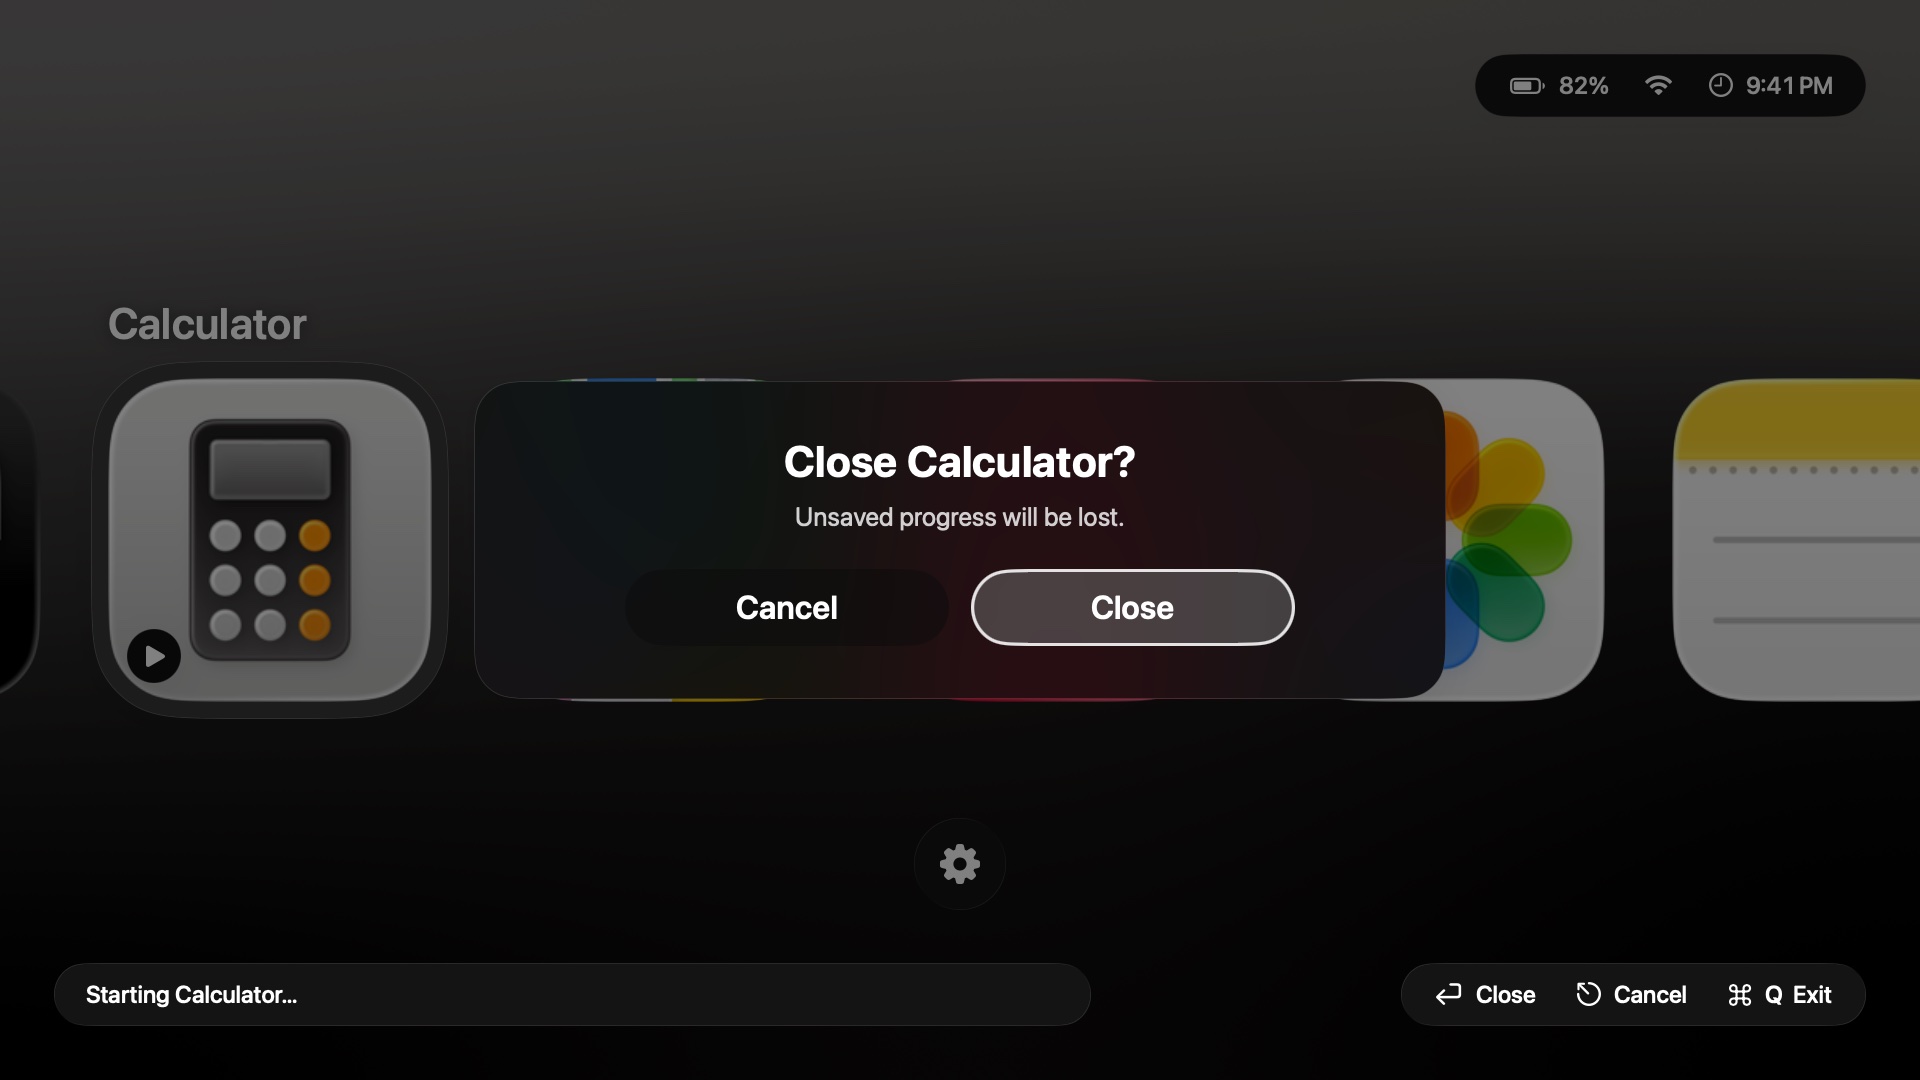 82%
9:41 PM
Calculator
Close Calculator?
Unsaved progress will be lost.
Cancel
Close
Starting Calculator...
Close
Cancel
⌘ Q Exit